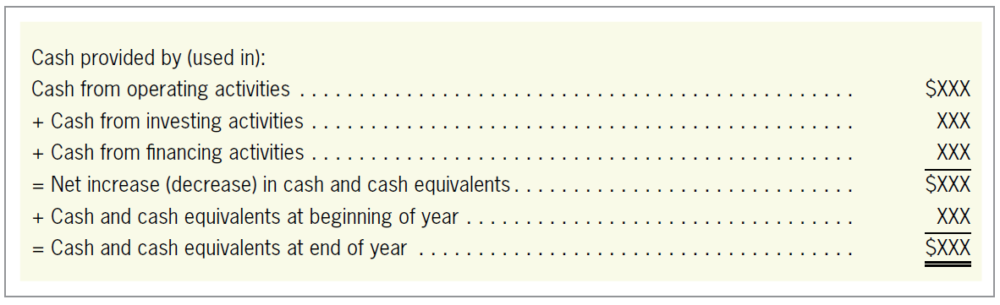 Cash provided by (used in):
Cash from operating activities . . . . . . . . . . . . . . . . . . . . . . . . . . . . . . . . . . . . . . . . . . . . . . . $XXX
+ Cash from investing activities . . . . . . . . . . . . . . . . . . . . . . . . . . . . . . . . . . . . . . . . . . . . . . XXX
+ Cash from financing activities . . . . . . . . . . . . . . . . . . . . . . . . . . . . . . . . . . . . . . . . . . . . . . XXX
= Net increase (decrease) in cash and cash equivalents . . . . . . . . . . . . . . . . . . . . . . . . . . . . . $XXX
+ Cash and cash equivalents at beginning of year . . . . . . . . . . . . . . . . . . . . . . . . . . . . . . . . . XXX
= Cash and cash equivalents at end of year . . . . . . . . . . . . . . . . . . . . . . . . . . . . . . . . . . . . . $XXX